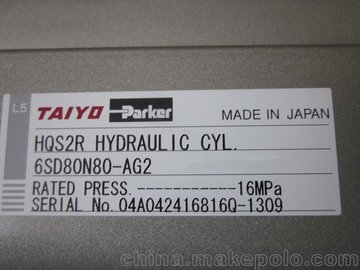 L5
TAIYO Parker MADE IN JAPAN
HQS2R HYDRAULIC CYL.
6SD80N80-AG2
RATED PRESS.-----------16MPa
SERIAL No.04A042416816Q-1309
china.makepolo.com